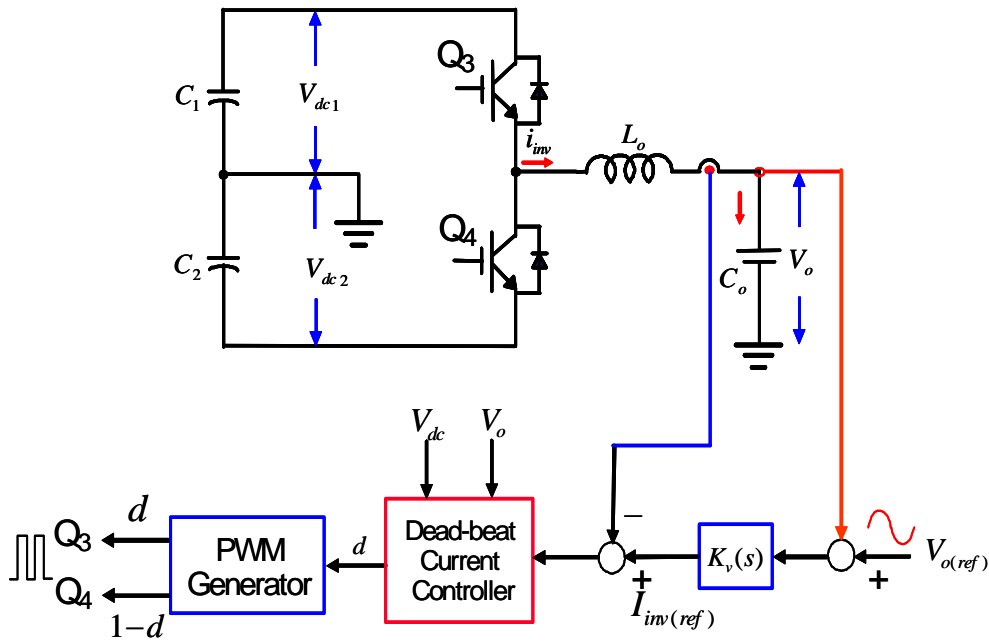 Q3
C1
Vdc1
iinv
Lo
Q4
C2
Vdc2
Co
Vo
Vdc
Vo
d
Q3
PWM
Generator
d
Dead-beat
Current
Controller
−
+
Iinv(ref)
Kv(s)
+
Vo(ref)
Q4
1−d